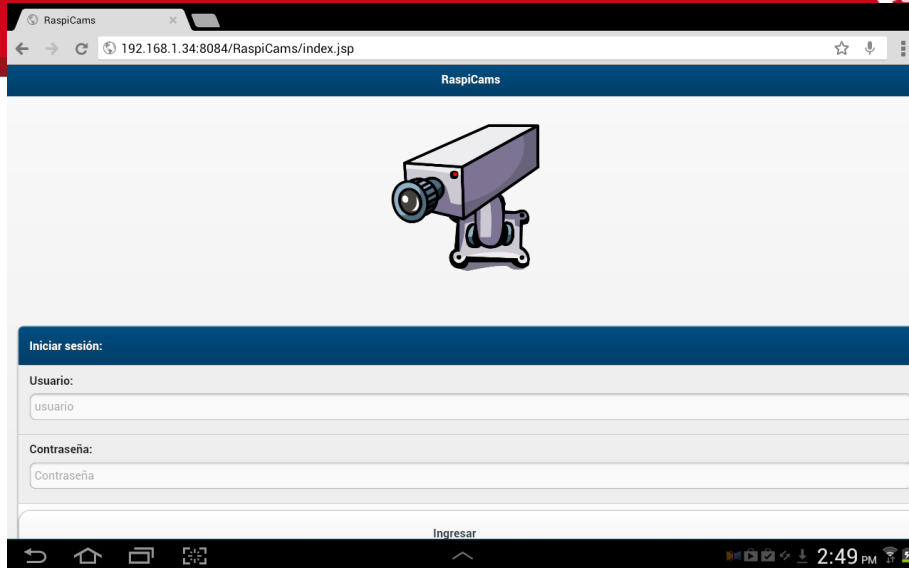 RaspiCams
192.168.1.34:8084/RaspiCams/index.jsp
RaspiCams
Iniciar sesión:
Usuario:
usuario
Contraseña:
Contraseña
Ingresar
2:49 PM